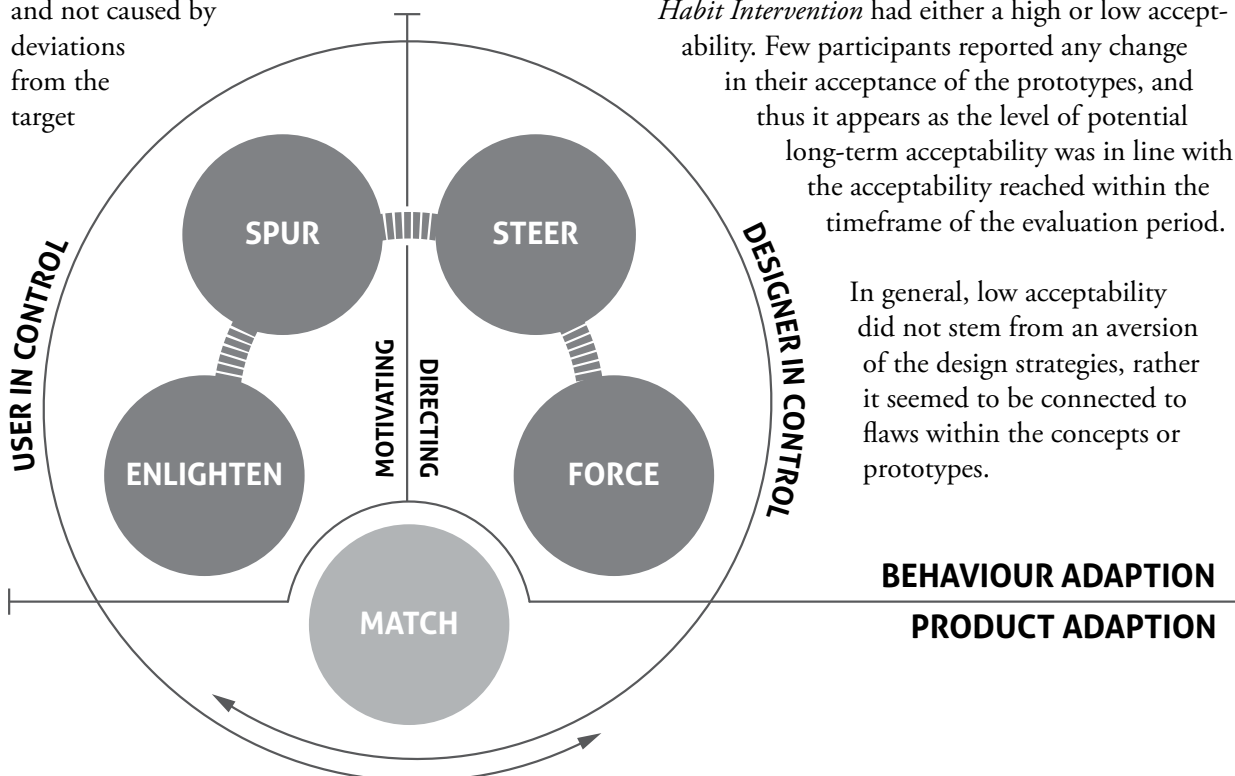 and not caused by
deviations
from the
target
Habit Intervention had either a high or low accept-
ability. Few participants reported any change
in their acceptance of the prototypes, and
thus it appears as the level of potential
long-term acceptability was in line with
the acceptability reached within the
timeframe of the evaluation period.
In general, low acceptability
did not stem from an aversion
of the design strategies, rather
it seemed to be connected to
flaws within the concepts or
prototypes.
USER IN CONTROL
SPUR
STEER
DESIGNER IN CONTROL
MOTIVATING
DIRECTING
ENLIGHTEN
FORCE
MATCH
BEHAVIOUR ADAPTION
PRODUCT ADAPTION